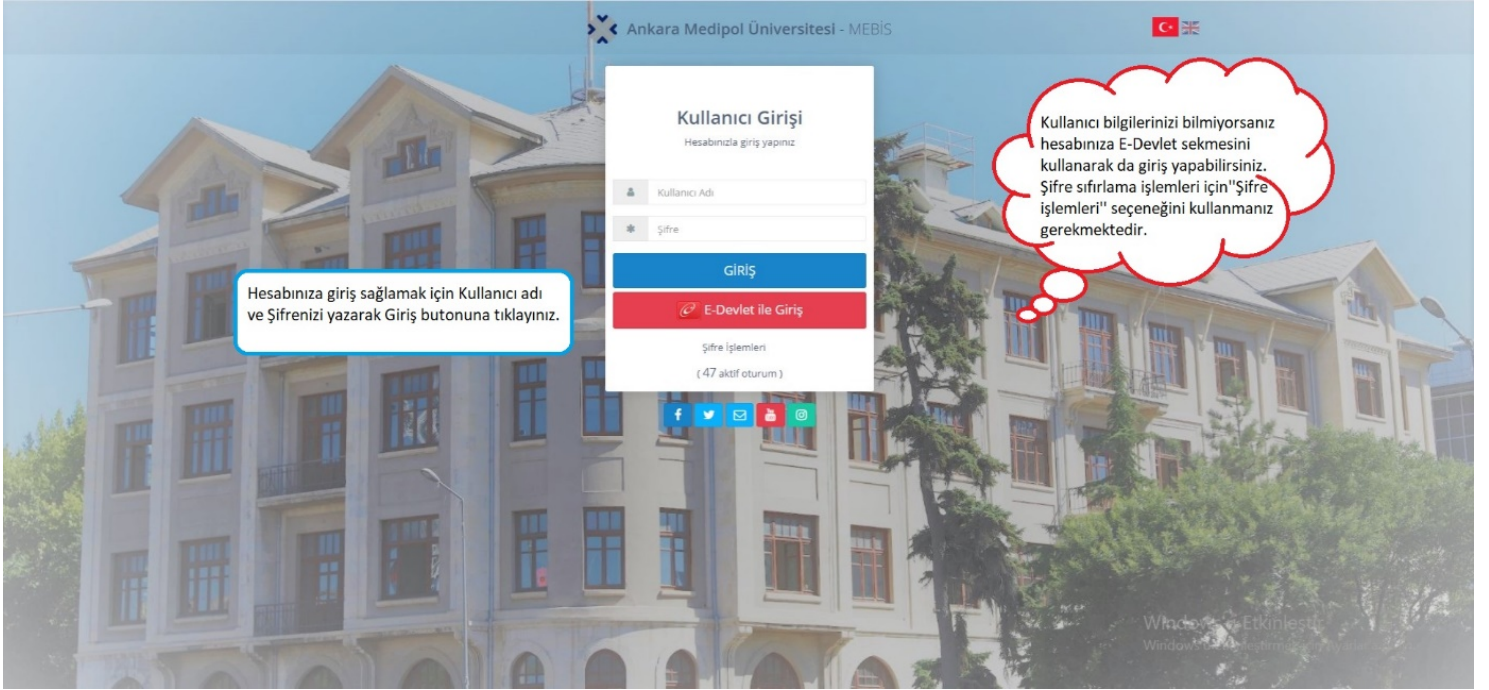 Ankara Medipol Üniversitesi - MEBİS
Kullanıcı Girişi
Hesabınızla giriş yapınız
Kullanıcı Adı
Şifre
GİRİŞ
E-Devlet ile Giriş
Şifre İşlemleri
( 47 aktif oturum )
Hesabınıza giriş sağlamak için Kullanıcı adı
ve Şifrenizi yazarak Giriş butonuna tıklayınız.
Kullanıcı bilgilerinizi bilmiyorsanız
hesabınıza E-Devlet sekmesini
kullanarak da giriş yapabilirsiniz.
Şifre sıfırlama işlemleri için"Şifre
işlemleri" seçeneğini kullanmanız
gerekmektedir.